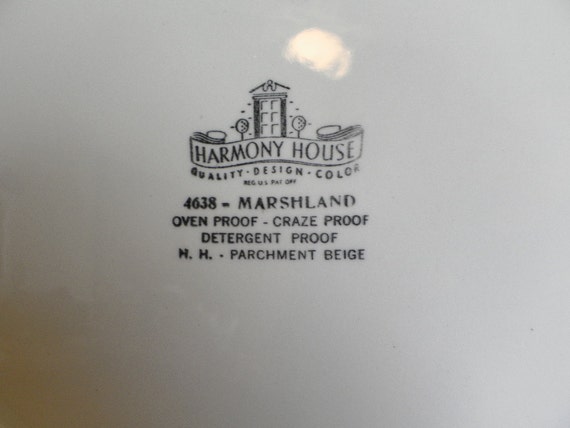 HARMONY HOUSE
QUALITY · DESIGN · COLOR
REG U.S. PAT. OFF.
4638 - MARSHLAND
OVEN PROOF - CRAZE PROOF
DETERGENT PROOF
H. H. - PARCHMENT BEIGE